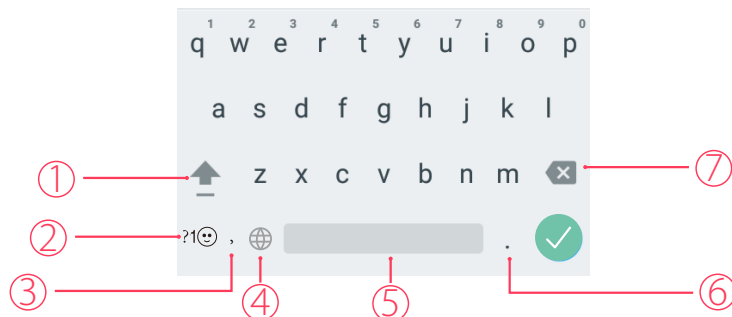 1 2 3 4 5 6 7 8 9 0
q w e r t y u i o p
a s d f g h j k l
① z x c v b n m ⑦
② ?1☺ , .
③ ④ ⑤ ⑥